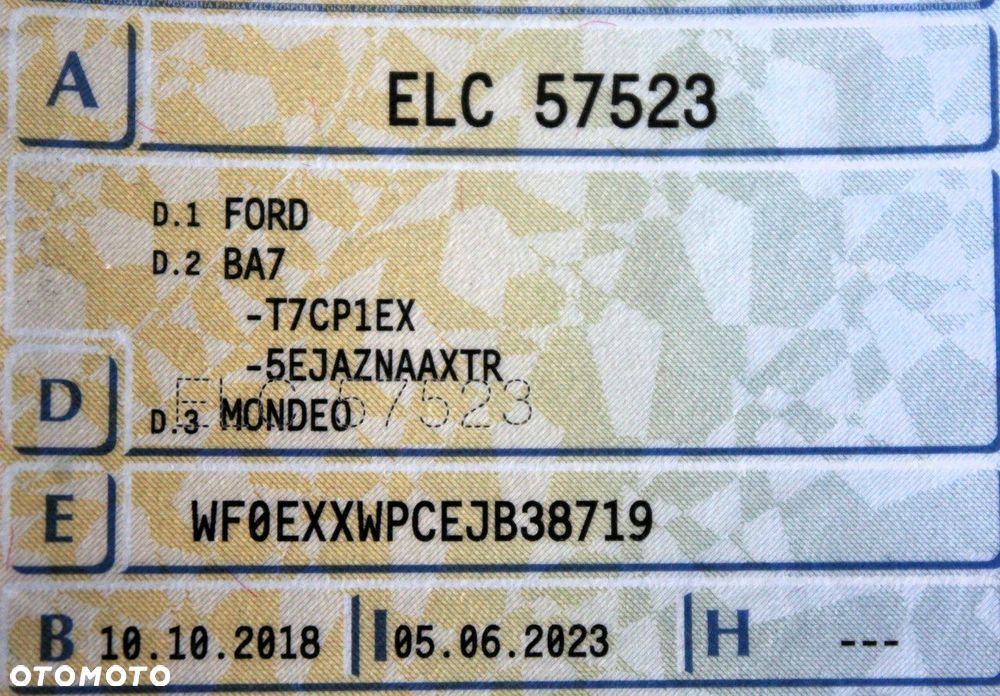 A ELC 57523
D.1 FORD
D.2 BA7
-T7CP1EX
-5EJAZNAAXTR
ELC 57523
D D.3 MONDEO
E WF0EXXWPCEJB38719
B 10.10.2018 I 05.06.2023 H ---
OTOMOTO